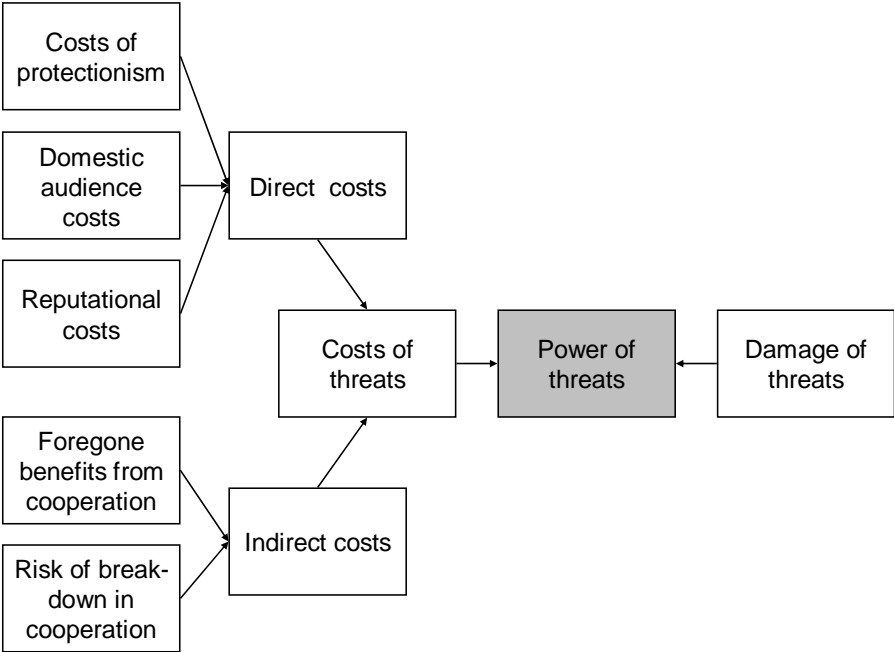 Costs of
protectionism
Domestic
audience
costs
Direct costs
Reputational
costs
Costs of
threats
Power of
threats
Damage of
threats
Foregone
benefits from
cooperation
Indirect costs
Risk of break-
down in
cooperation